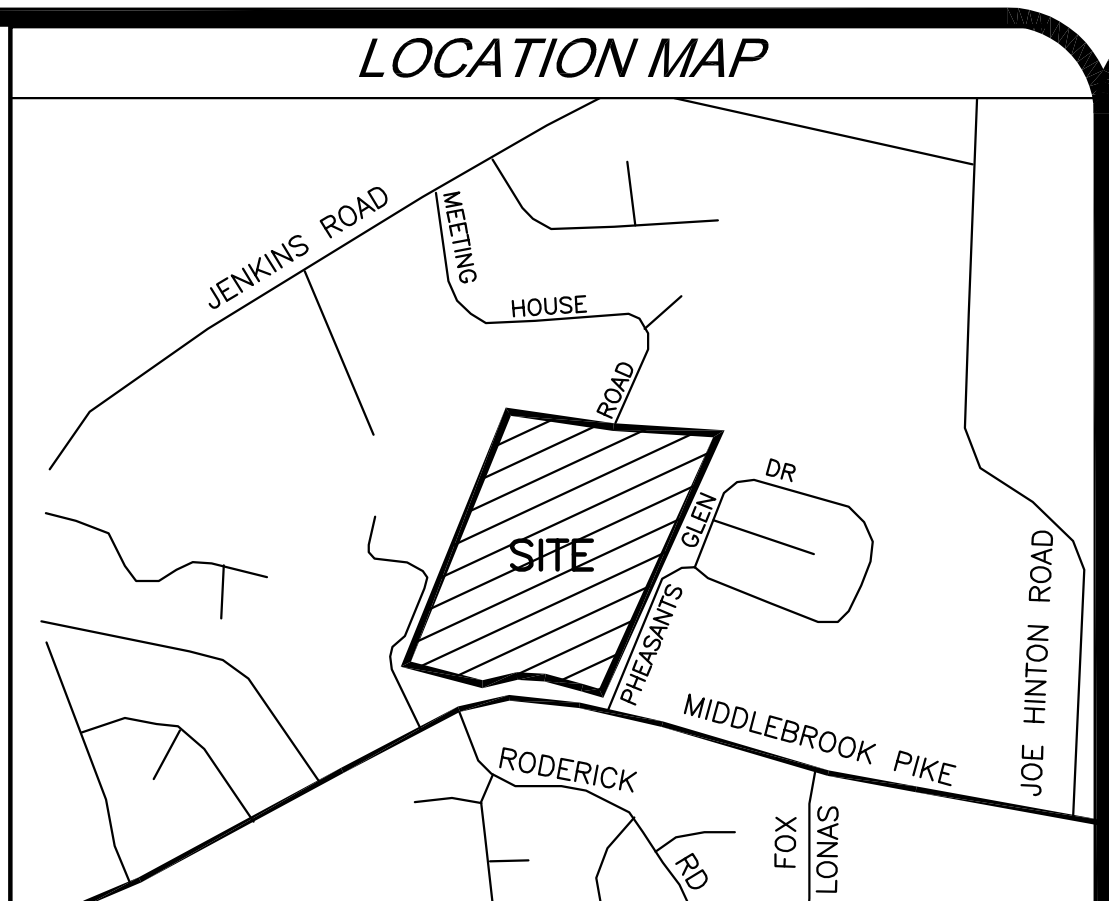 LOCATION MAP
JENKINS ROAD
MEETING
HOUSE
ROAD
DR
GLEN
SITE
PHEASANTS
JOE HINTON ROAD
MIDDLEBROOK PIKE
RODERICK
RD
FOX
LONAS